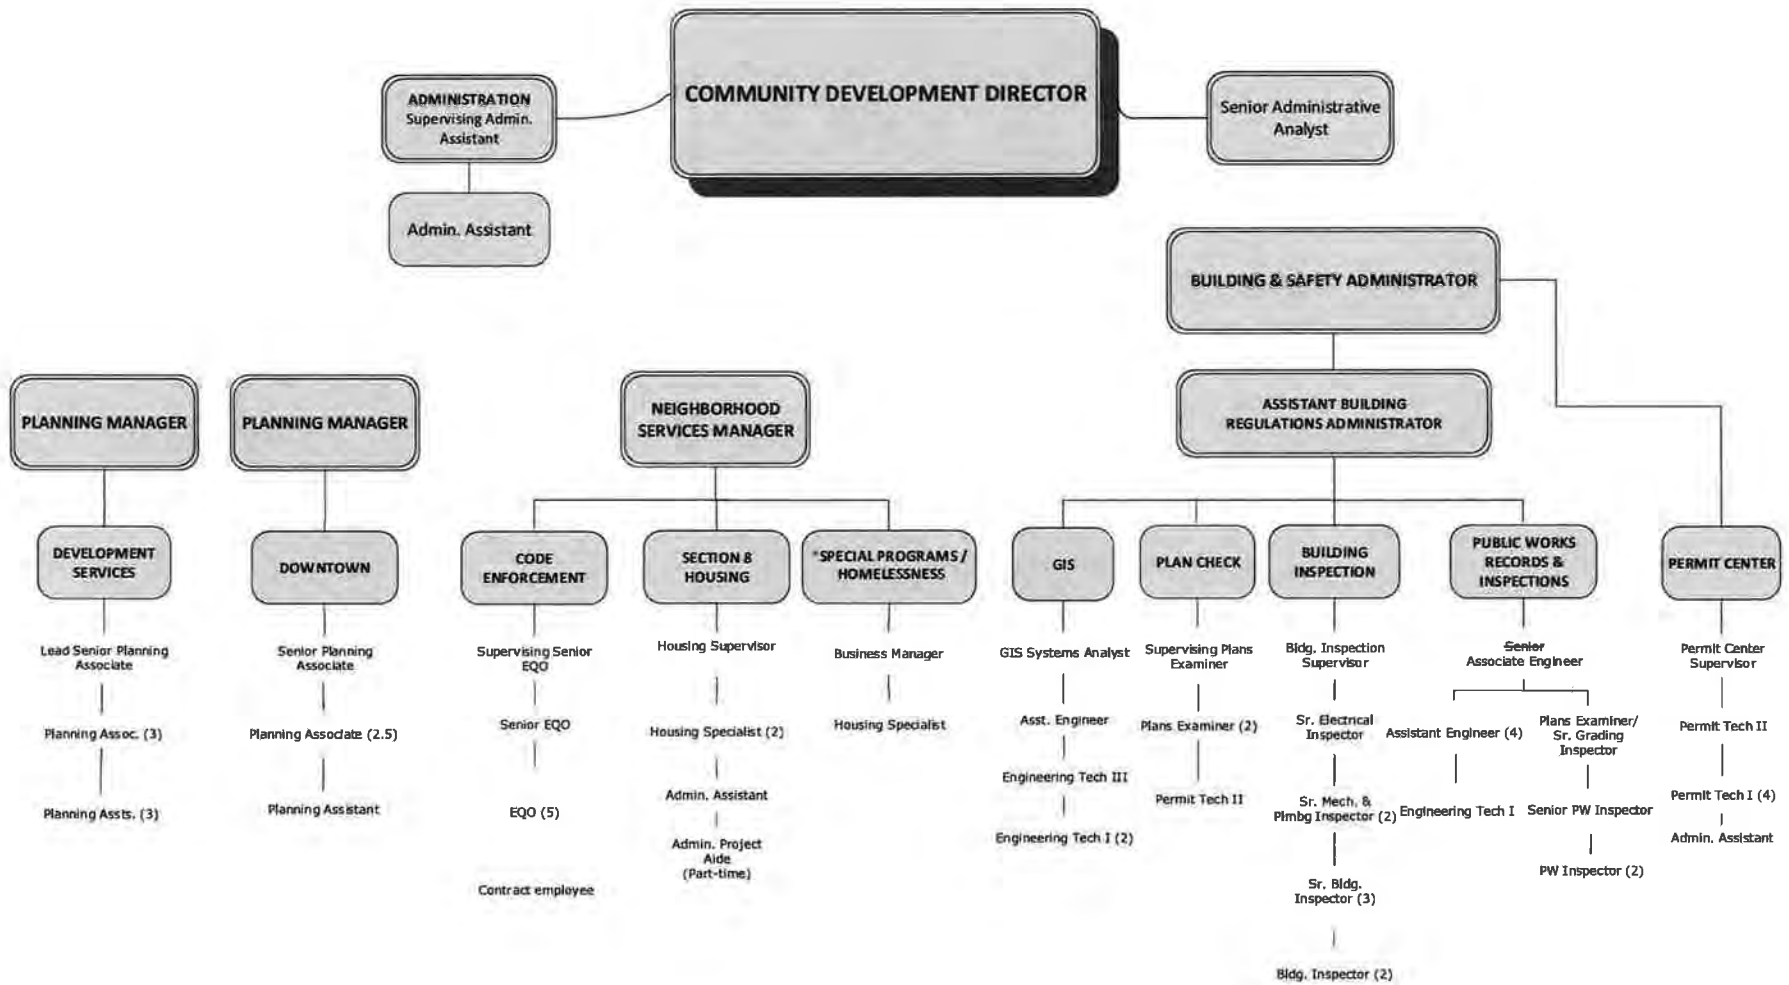 COMMUNITY DEVELOPMENT DIRECTOR
ADMINISTRATION
Supervising Admin.
Assistant
Admin. Assistant
Senior Administrative
Analyst
BUILDING & SAFETY ADMINISTRATOR
ASSISTANT BUILDING
REGULATIONS ADMINISTRATOR
PLANNING MANAGER
DEVELOPMENT
SERVICES
Lead Senior Planning
Associate
Planning Assoc. (3)
Planning Assts. (3)
PLANNING MANAGER
DOWNTOWN
Senior Planning
Associate
Planning Associate (2.5)
Planning Assistant
NEIGHBORHOOD
SERVICES MANAGER
CODE
ENFORCEMENT
Supervising Senior
EQO
Senior EQO
EQO (5)
Contract employee
SECTION 8
HOUSING
Housing Supervisor
Housing Specialist (2)
Admin. Assistant
Admin. Project
Aide
(Part-time)
*SPECIAL PROGRAMS /
HOMELESSNESS
Business Manager
Housing Specialist
GIS
GIS Systems Analyst
Asst. Engineer
Engineering Tech III
Engineering Tech I (2)
PLAN CHECK
Supervising Plans
Examiner
Plans Examiner (2)
Permit Tech II
BUILDING
INSPECTION
Bldg. Inspection
Supervisor
Sr. Electrical
Inspector
Sr. Mech. &
Plmbg Inspector (2)
Sr. Bldg.
Inspector (3)
Bldg. Inspector (2)
PUBLIC WORKS
RECORDS &
INSPECTIONS
Senior
Associate Engineer
Assistant Engineer (4)
Engineering Tech I
Plans Examiner/
Sr. Grading
Inspector
Senior PW Inspector
PW Inspector (2)
PERMIT CENTER
Permit Center
Supervisor
Permit Tech II
Permit Tech I (4)
Admin. Assistant